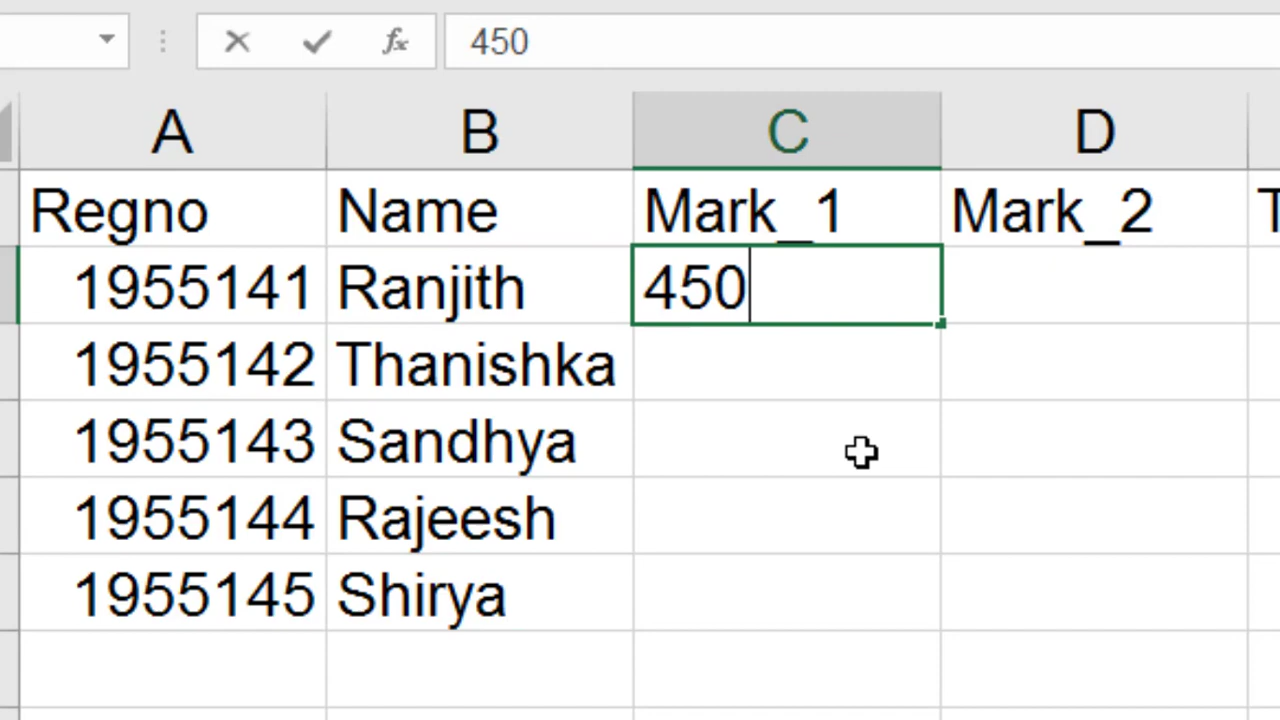 450
A B C D
Regno Name Mark_1 Mark_2 T
1955141 Ranjith 450
1955142 Thanishka
1955143 Sandhya
1955144 Rajeesh
1955145 Shirya